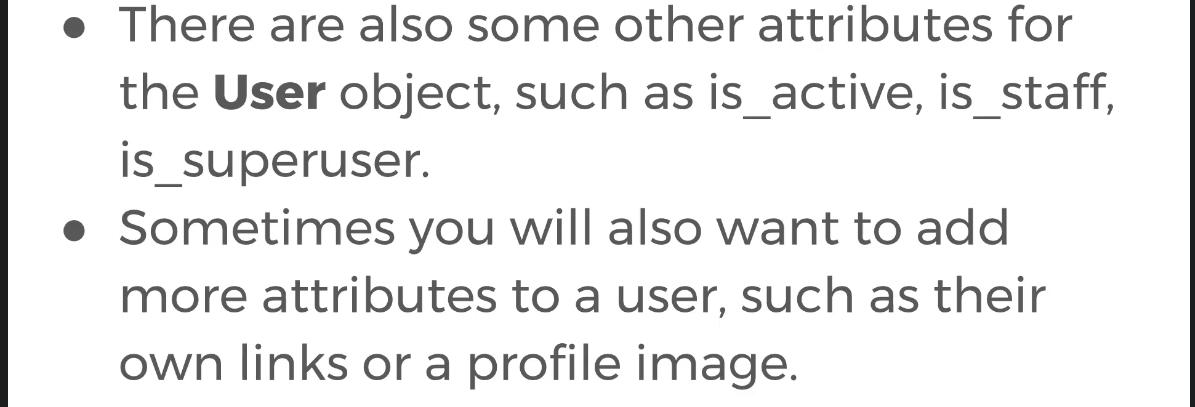 ● There are also some other attributes for
the User object, such as is_active, is_staff,
is_superuser.
● Sometimes you will also want to add
more attributes to a user, such as their
own links or a profile image.